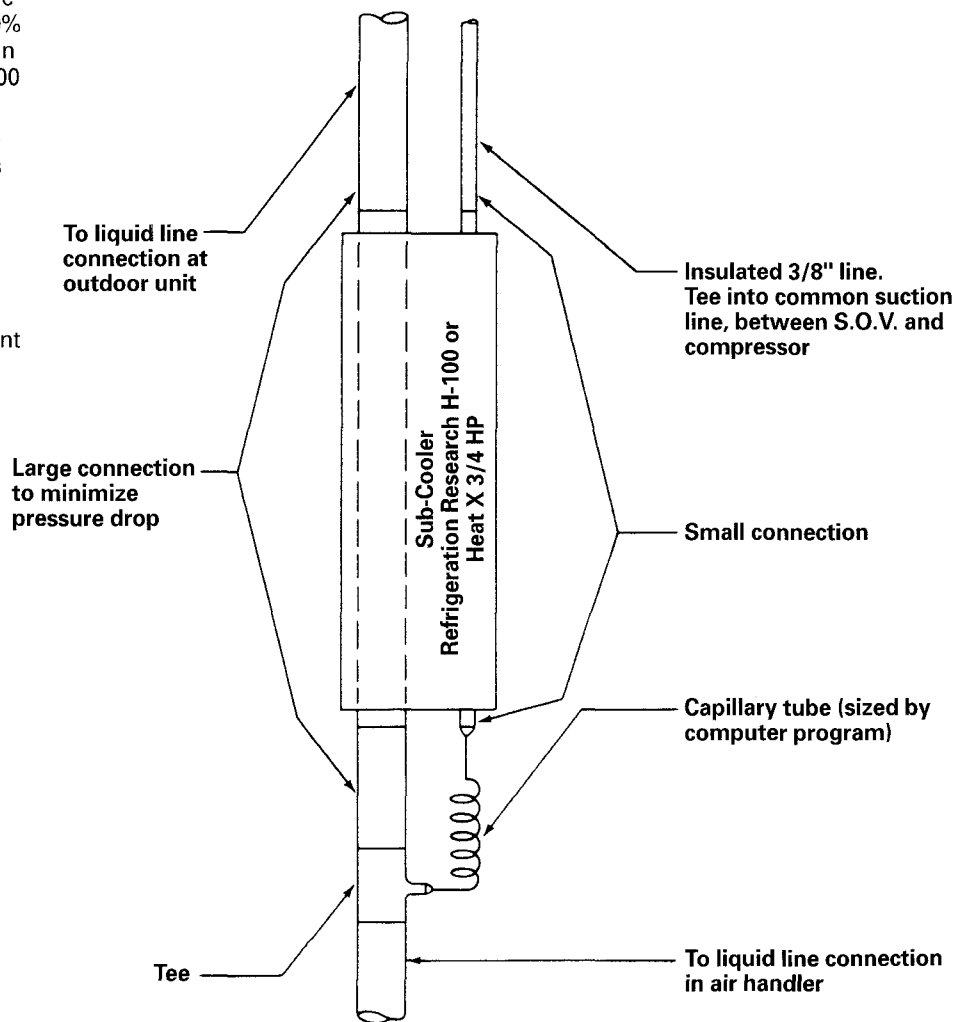 %
n
00
s
nt
To liquid line
connection at
outdoor unit
Insulated 3/8" line.
Tee into common suction
line, between S.O.V. and
compressor
Sub-Cooler
Refrigeration Research H-100 or
Heat X 3/4 HP
Large connection
to minimize
pressure drop
Small connection
Capillary tube (sized by
computer program)
Tee
To liquid line connection
in air handler